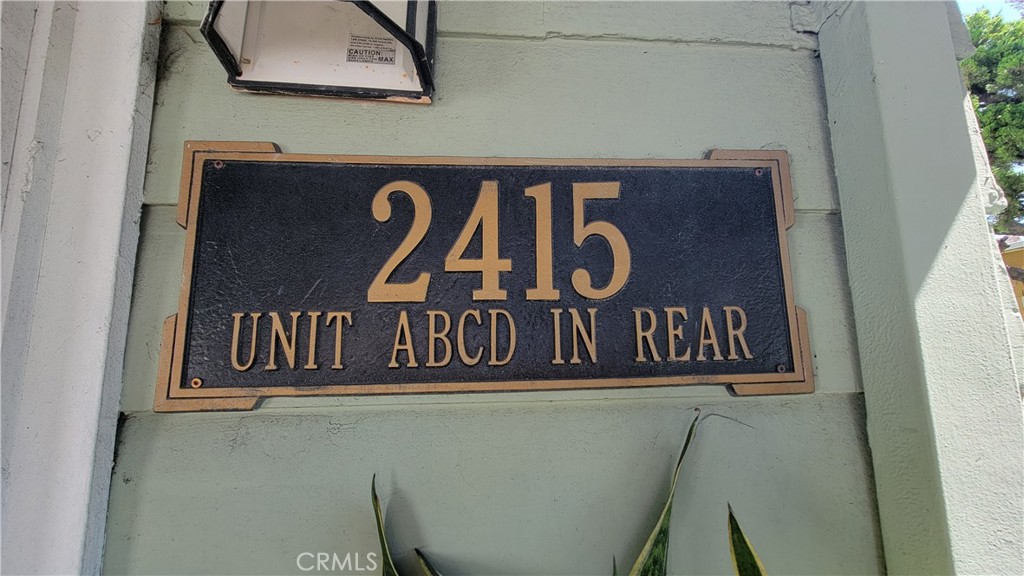 CAUTION:
MAX
2415
UNIT ABCD IN REAR
CRMLS